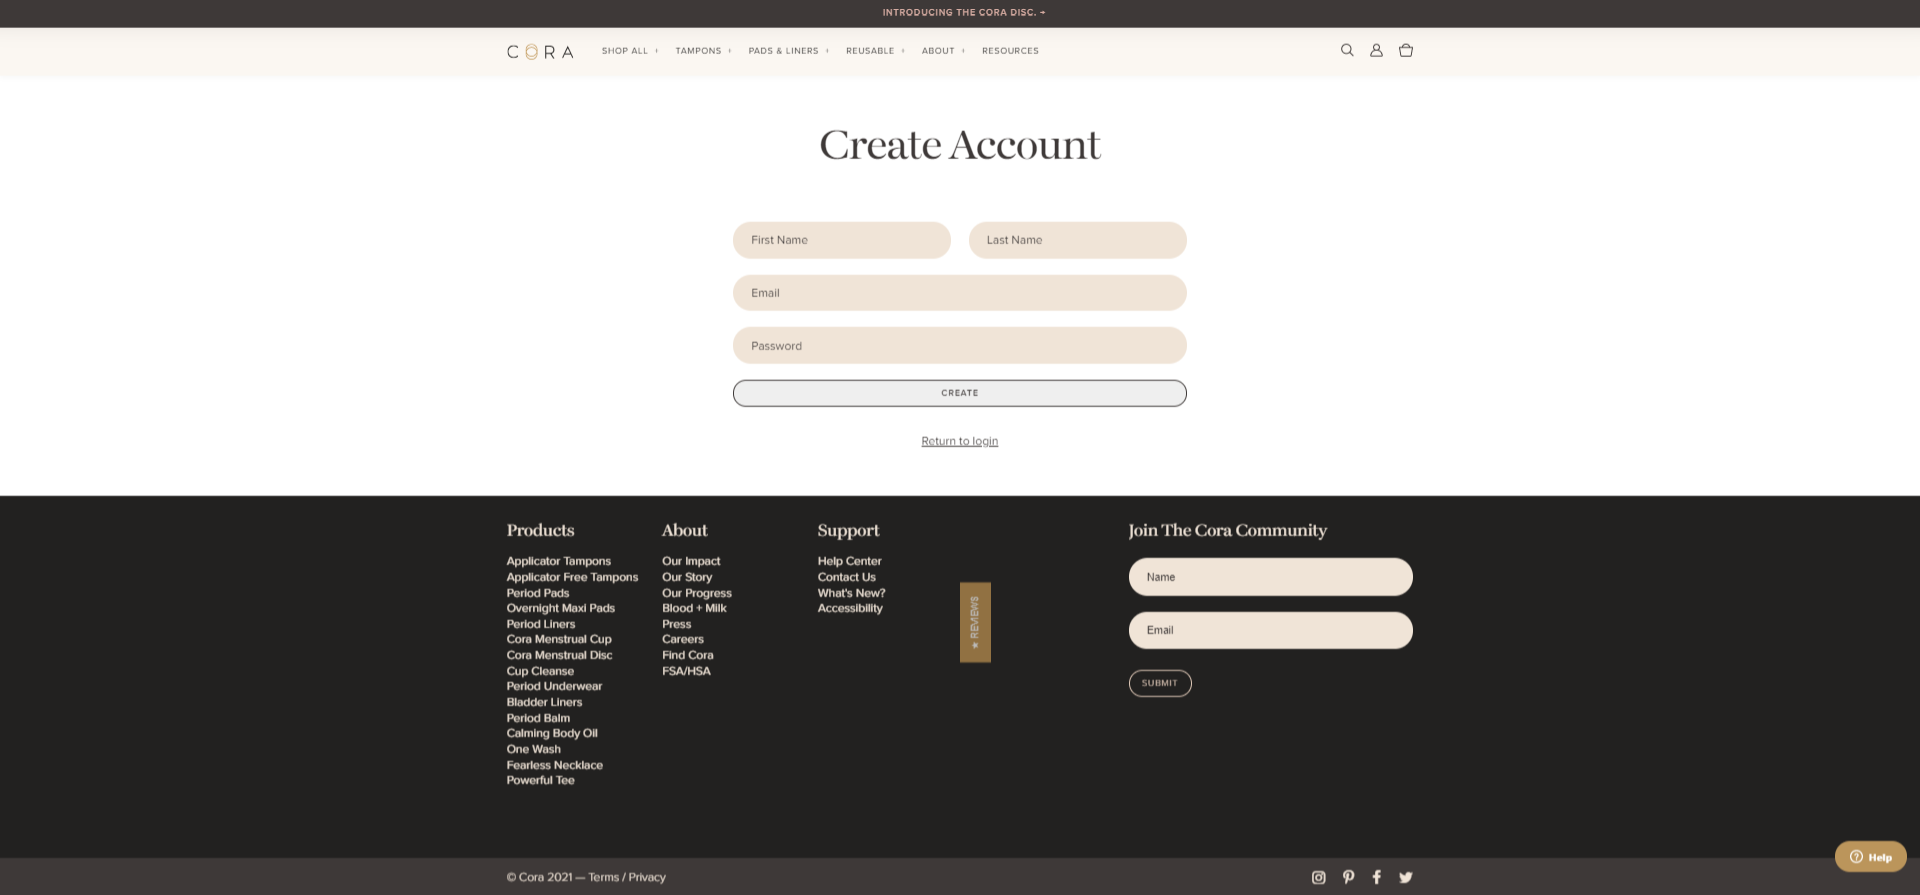 INTRODUCING THE CORA DISC. →
CORA
SHOP ALL
TAMPONS
PADS & LINERS
REUSABLE
ABOUT
RESOURCES
Create Account
First Name
Last Name
Email
Password
CREATE
Return to login
Products
Applicator Tampons
Applicator Free Tampons
Period Pads
Overnight Maxi Pads
Period Liners
Cora Menstrual Cup
Cora Menstrual Disc
Cup Cleanse
Period Underwear
Bladder Liners
Period Balm
Calming Body Oil
One Wash
Fearless Necklace
Powerful Tee
About
Our Impact
Our Story
Our Progress
Blood + Milk
Press
Careers
Find Cora
FSA/HSA
Support
Help Center
Contact Us
What's New?
Accessibility
★ REVIEWS
Join The Cora Community
Name
Email
SUBMIT
© Cora 2021 — Terms / Privacy
Help